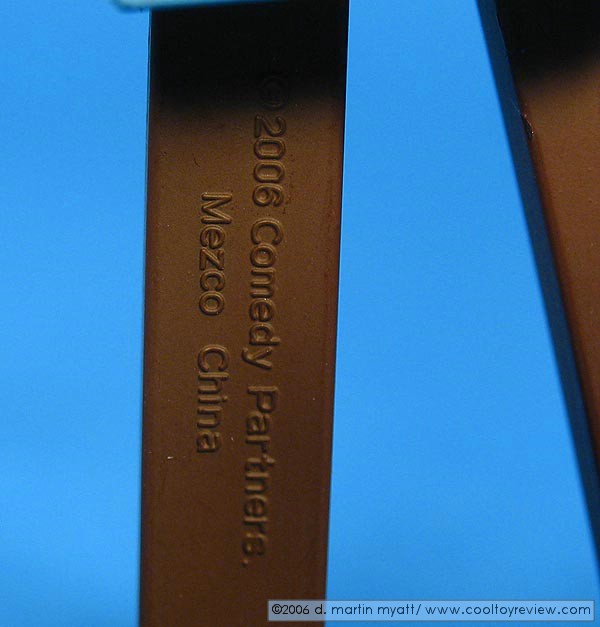 © 2006 Comedy Partners.
Mezco China
©2006 d. martin myatt/ www.cooltoyreview.com